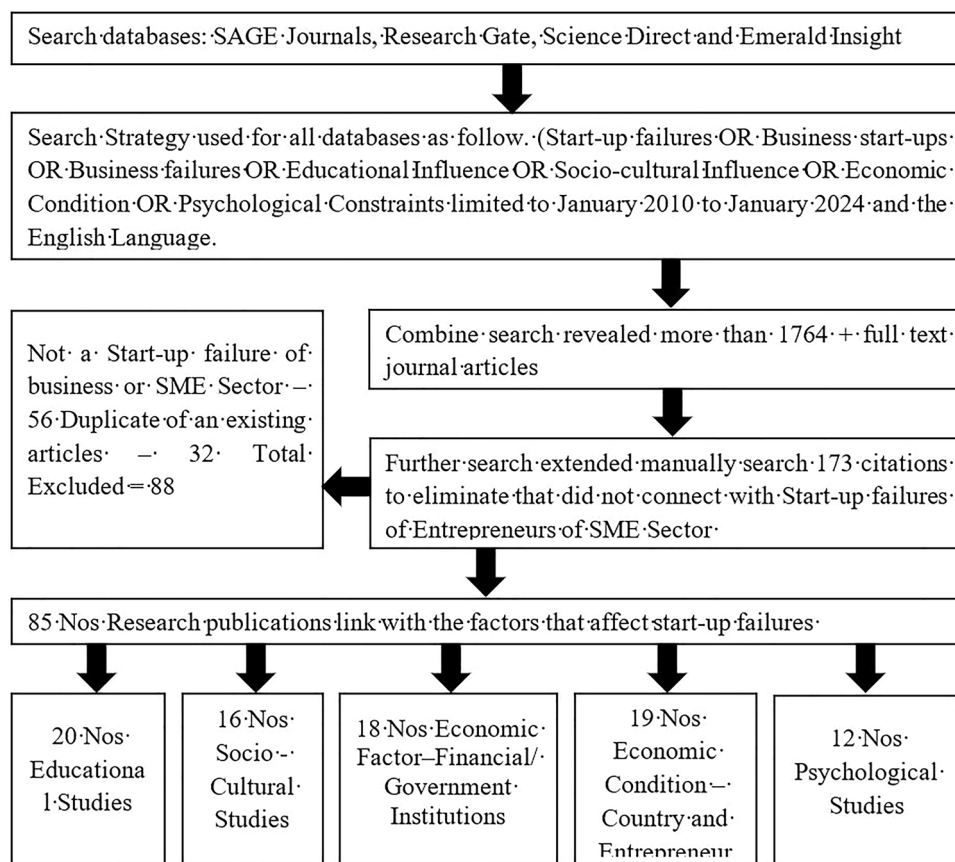 Search databases: SAGE Journals, Research Gate, Science Direct and Emerald Insight
Search Strategy used for all databases as follow. (Start-up failures OR Business start-ups
OR Business failures OR Educational Influence OR Socio-cultural Influence OR Economic
Condition OR Psychological Constraints limited to January 2010 to January 2024 and the
English Language.
Combine search revealed more than 1764 + full text
journal articles
Not a Start-up failure of
business or SME Sector –
56 Duplicate of an existing
articles – 32 Total
Excluded = 88
Further search extended manually search 173 citations
to eliminate that did not connect with Start-up failures
of Entrepreneurs of SME Sector
85 Nos Research publications link with the factors that affect start-up failures
20 Nos
Educationa
l Studies
16 Nos
Socio -
Cultural
Studies
18 Nos Economic
Factor–Financial/
Government
Institutions
19 Nos
Economic
Condition –
Country and
Entrepreneur
12 Nos
Psychological
Studies